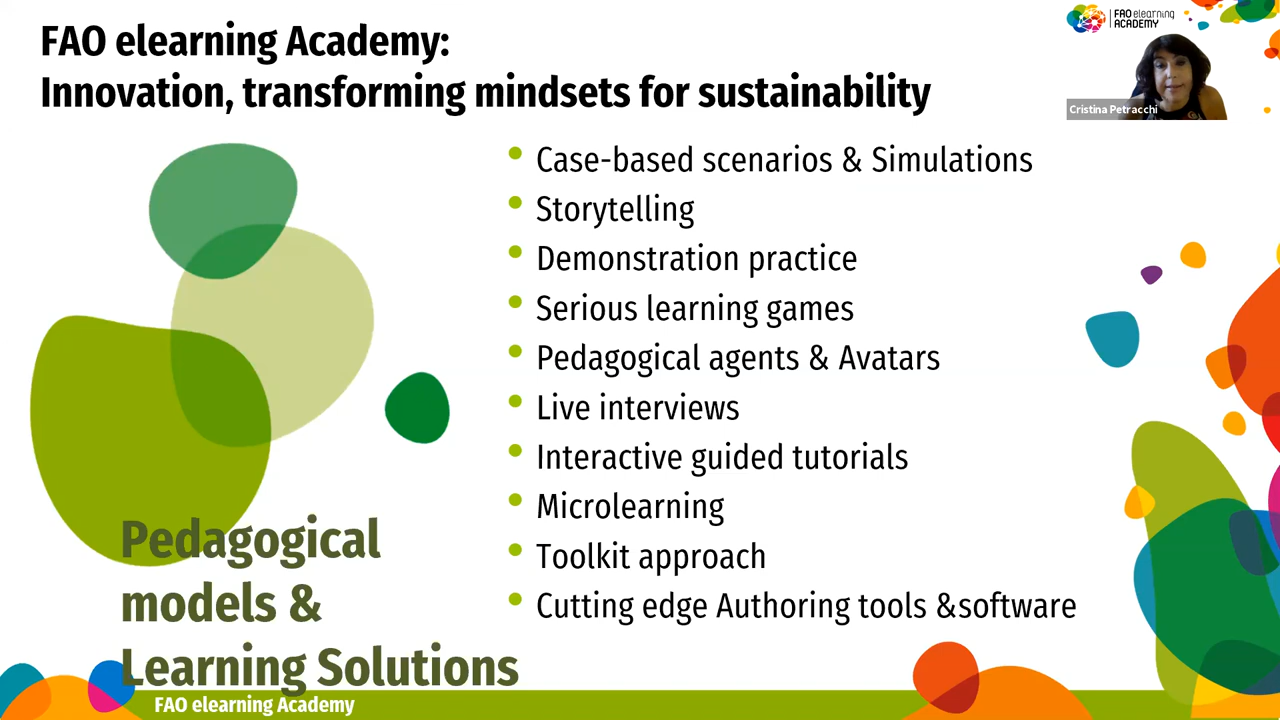 FAO elearning Academy:
Innovation, transforming mindsets for sustainability
FAO elearning
ACADEMY
Cristina Petracchi
• Case-based scenarios & Simulations
• Storytelling
• Demonstration practice
• Serious learning games
• Pedagogical agents & Avatars
• Live interviews
• Interactive guided tutorials
• Microlearning
• Toolkit approach
• Cutting edge Authoring tools &software
Pedagogical
models &
Learning Solutions
FAO elearning Academy